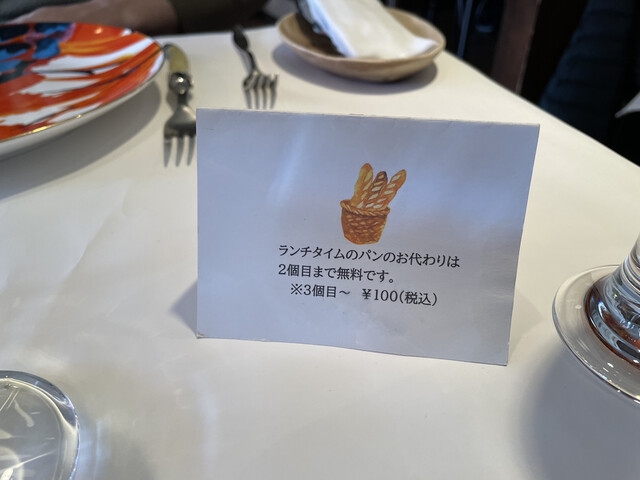 ランチタイムのパンのお代わりは
2個目まで無料です。
※3個目～ ￥100(税込)